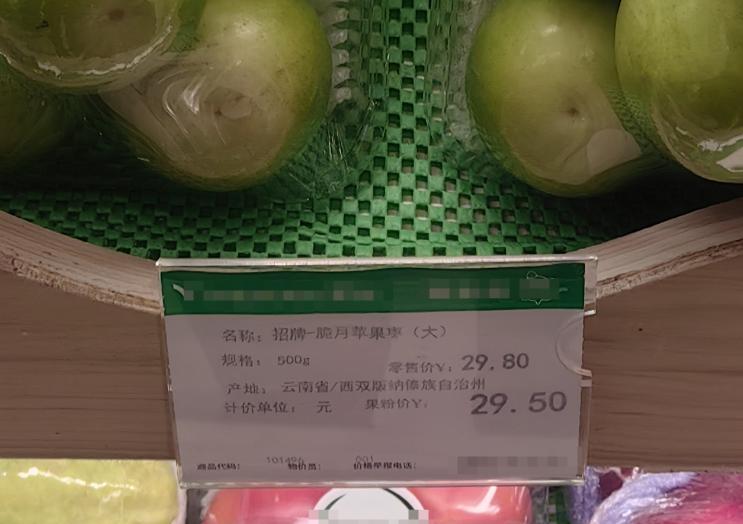 名称: 招牌-脆月苹果枣（大）
规格: 500g 零售价¥: 29.80
产地: 云南省/西双版纳傣族自治州
计价单位: 元 果粉价¥: 29.50
商品代码: 101496 物价员: 001 价格举报电话: